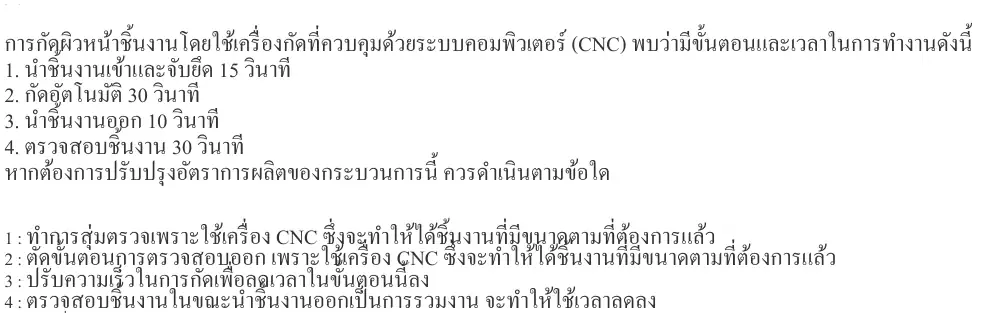 การกัดผิวหน้าชิ้นงานโดยใช้เครื่องกัดที่ควบคุมด้วยระบบคอมพิวเตอร์ (CNC) พบว่ามีขั้นตอนและเวลาในการทำงานดังนี้
1. นำชิ้นงานเข้าและจับยึด 15 วินาที
2. กัดอัตโนมัติ 30 วินาที
3. นำชิ้นงานออก 10 วินาที
4. ตรวจสอบชิ้นงาน 30 วินาที
หากต้องการปรับปรุงอัตราการผลิตของกระบวนการนี้ ควรดำเนินตามข้อใด
1 : ทำการสุ่มตรวจเพราะใช้เครื่อง CNC ซึ่งจะทำให้ได้ชิ้นงานที่มีขนาดตามที่ต้องการแล้ว
2 : ตัดขั้นตอนการตรวจสอบออก เพราะใช้เครื่อง CNC ซึ่งจะทำให้ได้ชิ้นงานที่มีขนาดตามที่ต้องการแล้ว
3 : ปรับความเร็วในการกัดเพื่อลดเวลาในขั้นตอนนี้ลง
4 : ตรวจสอบชิ้นงานในขณะนำชิ้นงานออกเป็นการรวมงาน จะทำให้ใช้เวลาลดลง